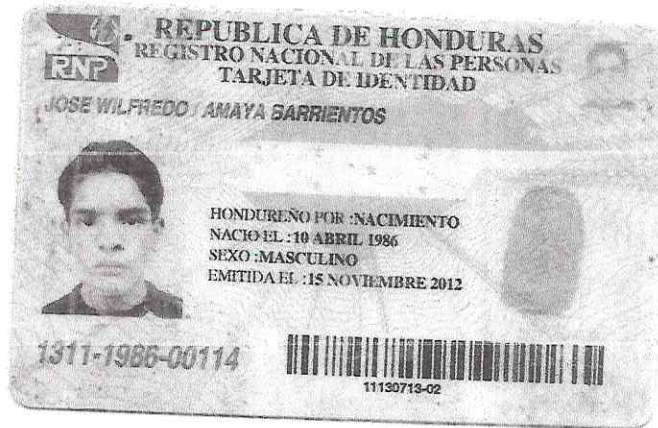 REPUBLICA DE HONDURAS
RNP
REGISTRO NACIONAL DE LAS PERSONAS
TARJETA DE IDENTIDAD
JOSE WILFREDO / AMAYA BARRIENTOS
HONDUREÑO POR :NACIMIENTO
NACIO EL :10 ABRIL 1986
SEXO :MASCULINO
EMITIDA EL :15 NOVIEMBRE 2012
1311-1986-00114
11130713-02